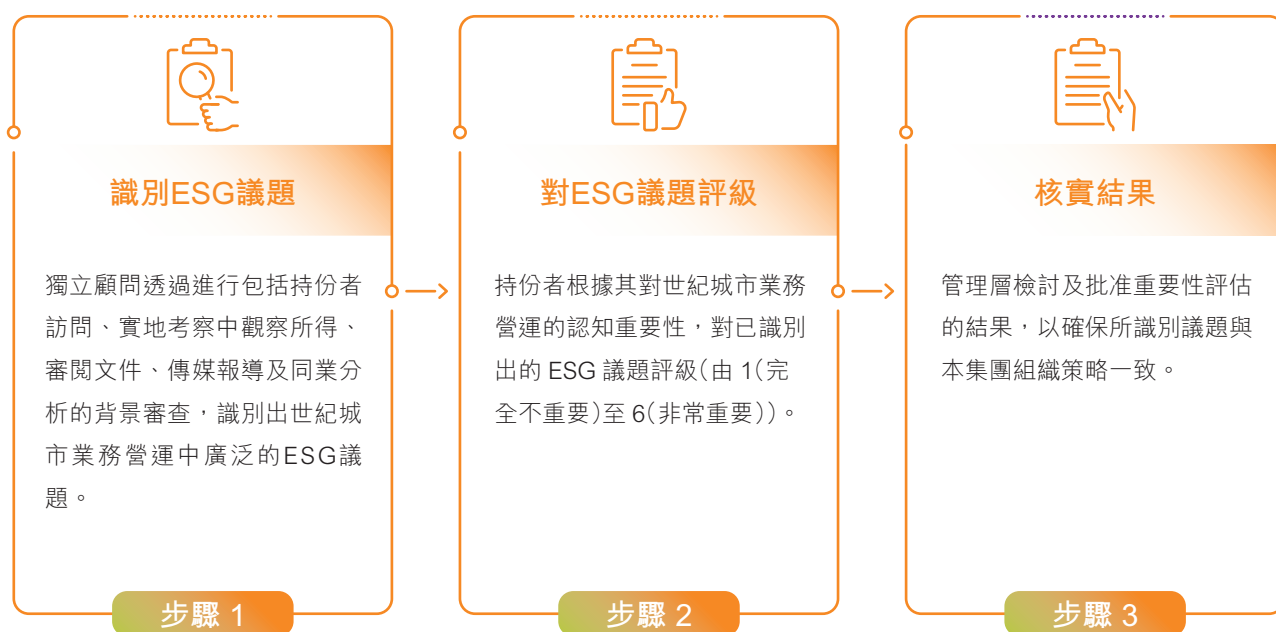 識別ESG議題
獨立顧問透過進行包括持份者
訪問、實地考察中觀察所得、
審閱文件、傳媒報導及同業分
析的背景審查，識別出世紀城
市業務營運中廣泛的ESG議
題。
步驟 1
對ESG議題評級
持份者根據其對世紀城市業務
營運的認知重要性，對已識別
出的 ESG 議題評級（由 1（完
全不重要）至 6（非常重要））。
步驟 2
核實結果
管理層檢討及批准重要性評估
的結果，以確保所識別議題與
本集團組織策略一致。
步驟 3